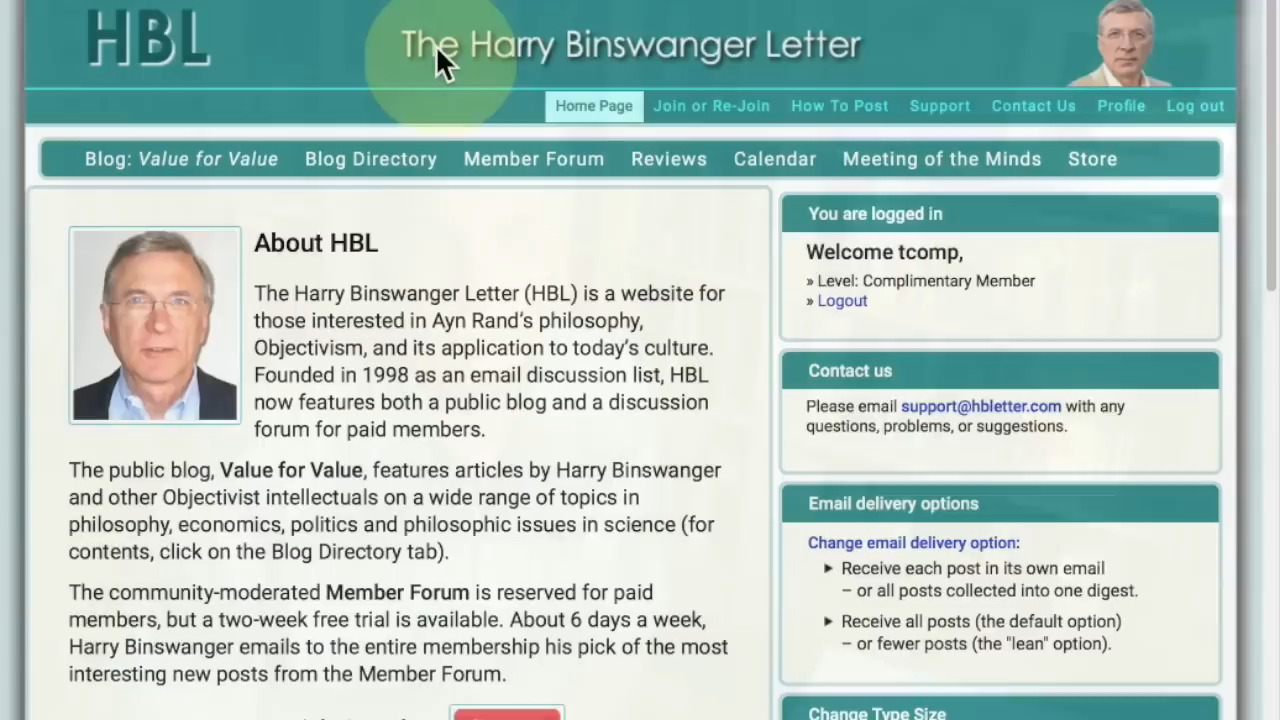 HBL
The Harry Binswanger Letter
Home Page Join or Re-Join How To Post Support Contact Us Profile Log out
Blog: Value for Value Blog Directory Member Forum Reviews Calendar Meeting of the Minds Store
About HBL
The Harry Binswanger Letter (HBL) is a website for
those interested in Ayn Rand's philosophy,
Objectivism, and its application to today's culture.
Founded in 1998 as an email discussion list, HBL
now features both a public blog and a discussion
forum for paid members.
The public blog, Value for Value, features articles by Harry Binswanger
and other Objectivist intellectuals on a wide range of topics in
philosophy, economics, politics and philosophic issues in science (for
contents, click on the Blog Directory tab).
The community-moderated Member Forum is reserved for paid
members, but a two-week free trial is available. About 6 days a week,
Harry Binswanger emails to the entire membership his pick of the most
interesting new posts from the Member Forum.
You are logged in
Welcome tcomp,
» Level: Complimentary Member
» Logout
Contact us
Please email support@hbletter.com with any
questions, problems, or suggestions.
Email delivery options
Change email delivery option:
Receive each post in its own email
– or all posts collected into one digest.
Receive all posts (the default option)
– or fewer posts (the "lean" option).
Change Type Size